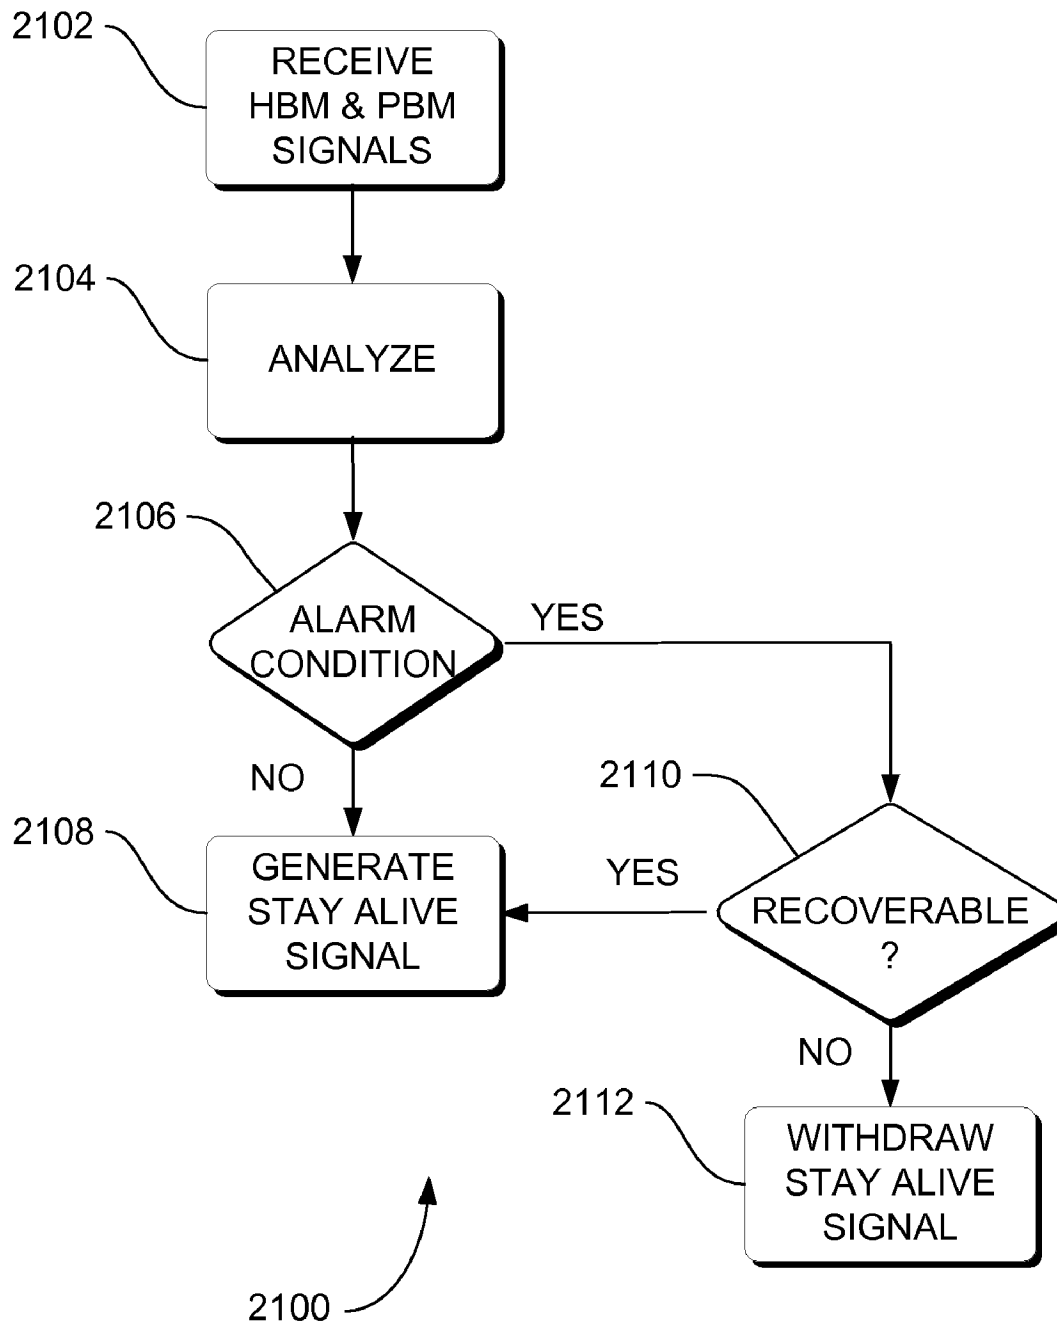 2102
RECEIVE
HBM & PBM
SIGNALS
2104
ANALYZE
2106
ALARM
CONDITION
YES
NO
2110
2108
GENERATE
STAY ALIVE
SIGNAL
YES
RECOVERABLE
?
NO
2112
WITHDRAW
STAY ALIVE
SIGNAL
2100